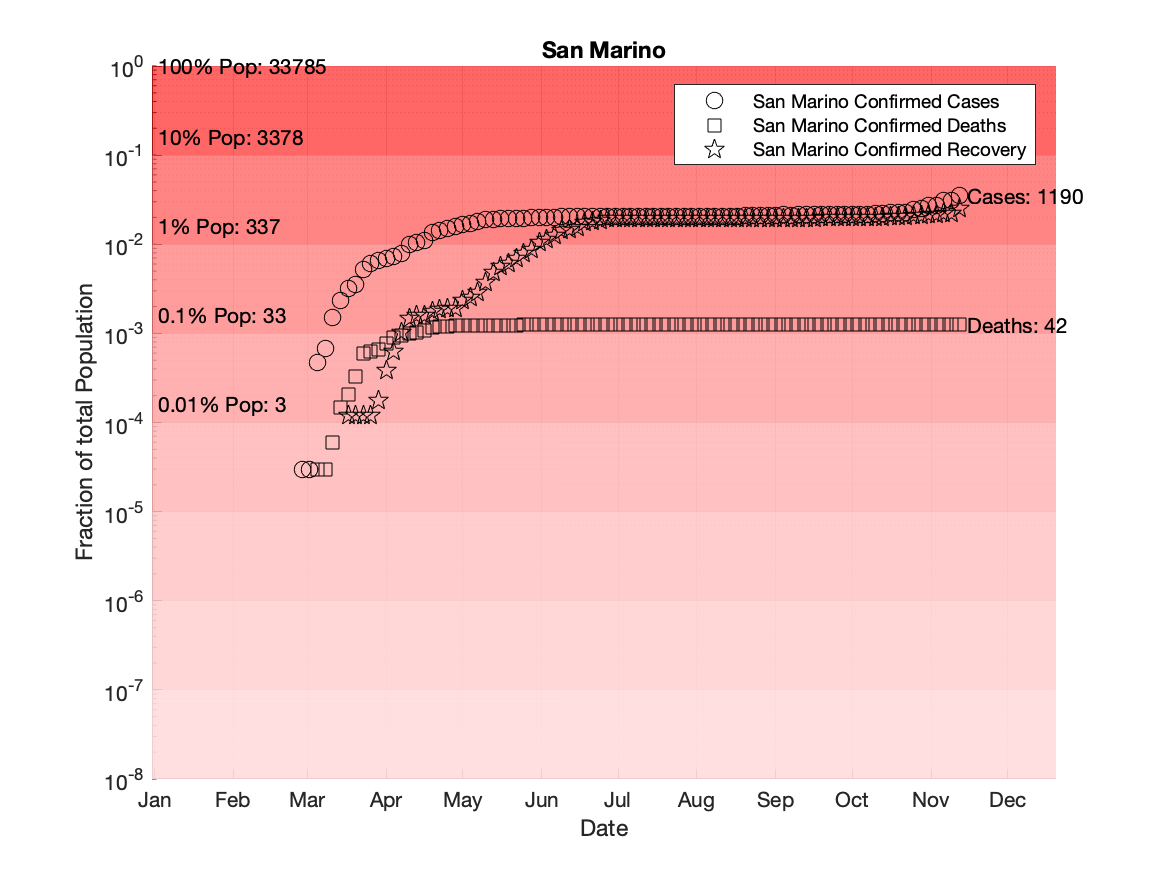 San Marino
10^0
100% Pop: 33785
San Marino Confirmed Cases
San Marino Confirmed Deaths
San Marino Confirmed Recovery
10% Pop: 3378
10^-1
Cases: 1190
1% Pop: 337
10^-2
0.1% Pop: 33
10^-3
Deaths: 42
0.01% Pop: 3
10^-4
10^-5
10^-6
10^-7
10^-8
Fraction of total Population
Jan Feb Mar Apr May Jun Jul Aug Sep Oct Nov Dec
Date